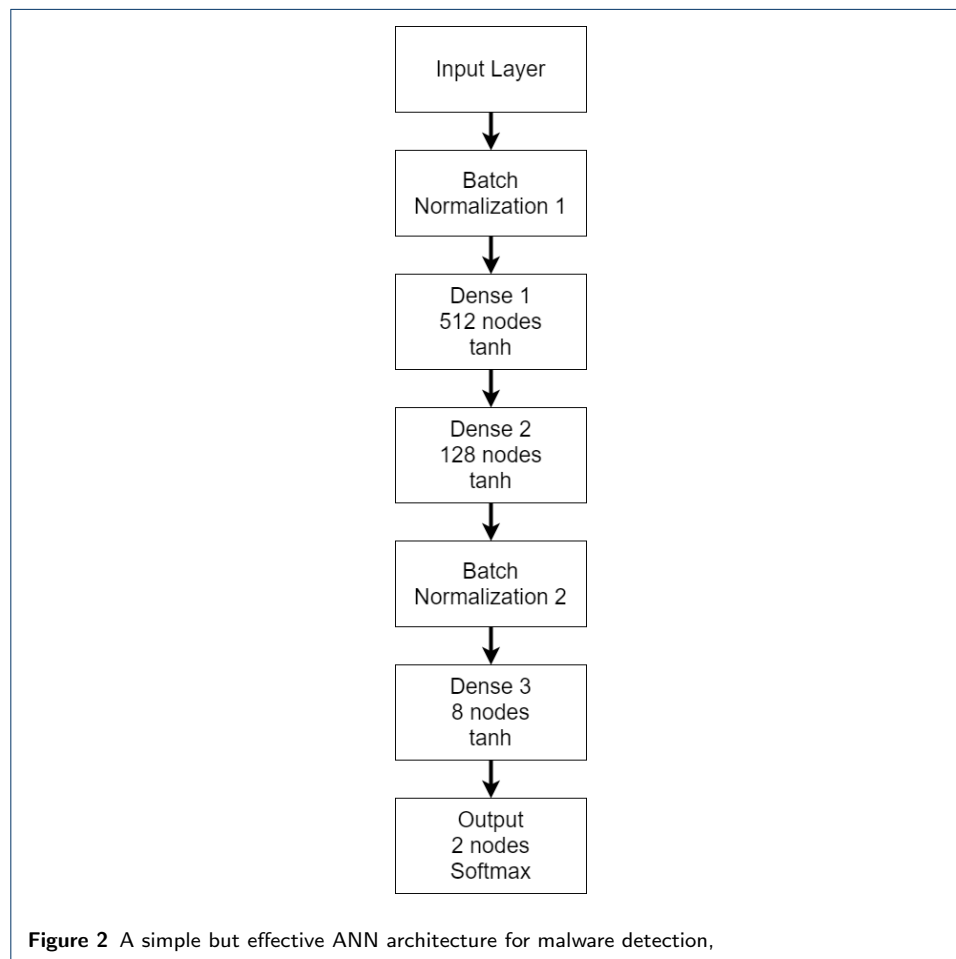 Input Layer
Batch
Normalization 1
Dense 1
512 nodes
tanh
Dense 2
128 nodes
tanh
Batch
Normalization 2
Dense 3
8 nodes
tanh
Output
2 nodes
Softmax
Figure 2 A simple but effective ANN architecture for malware detection,